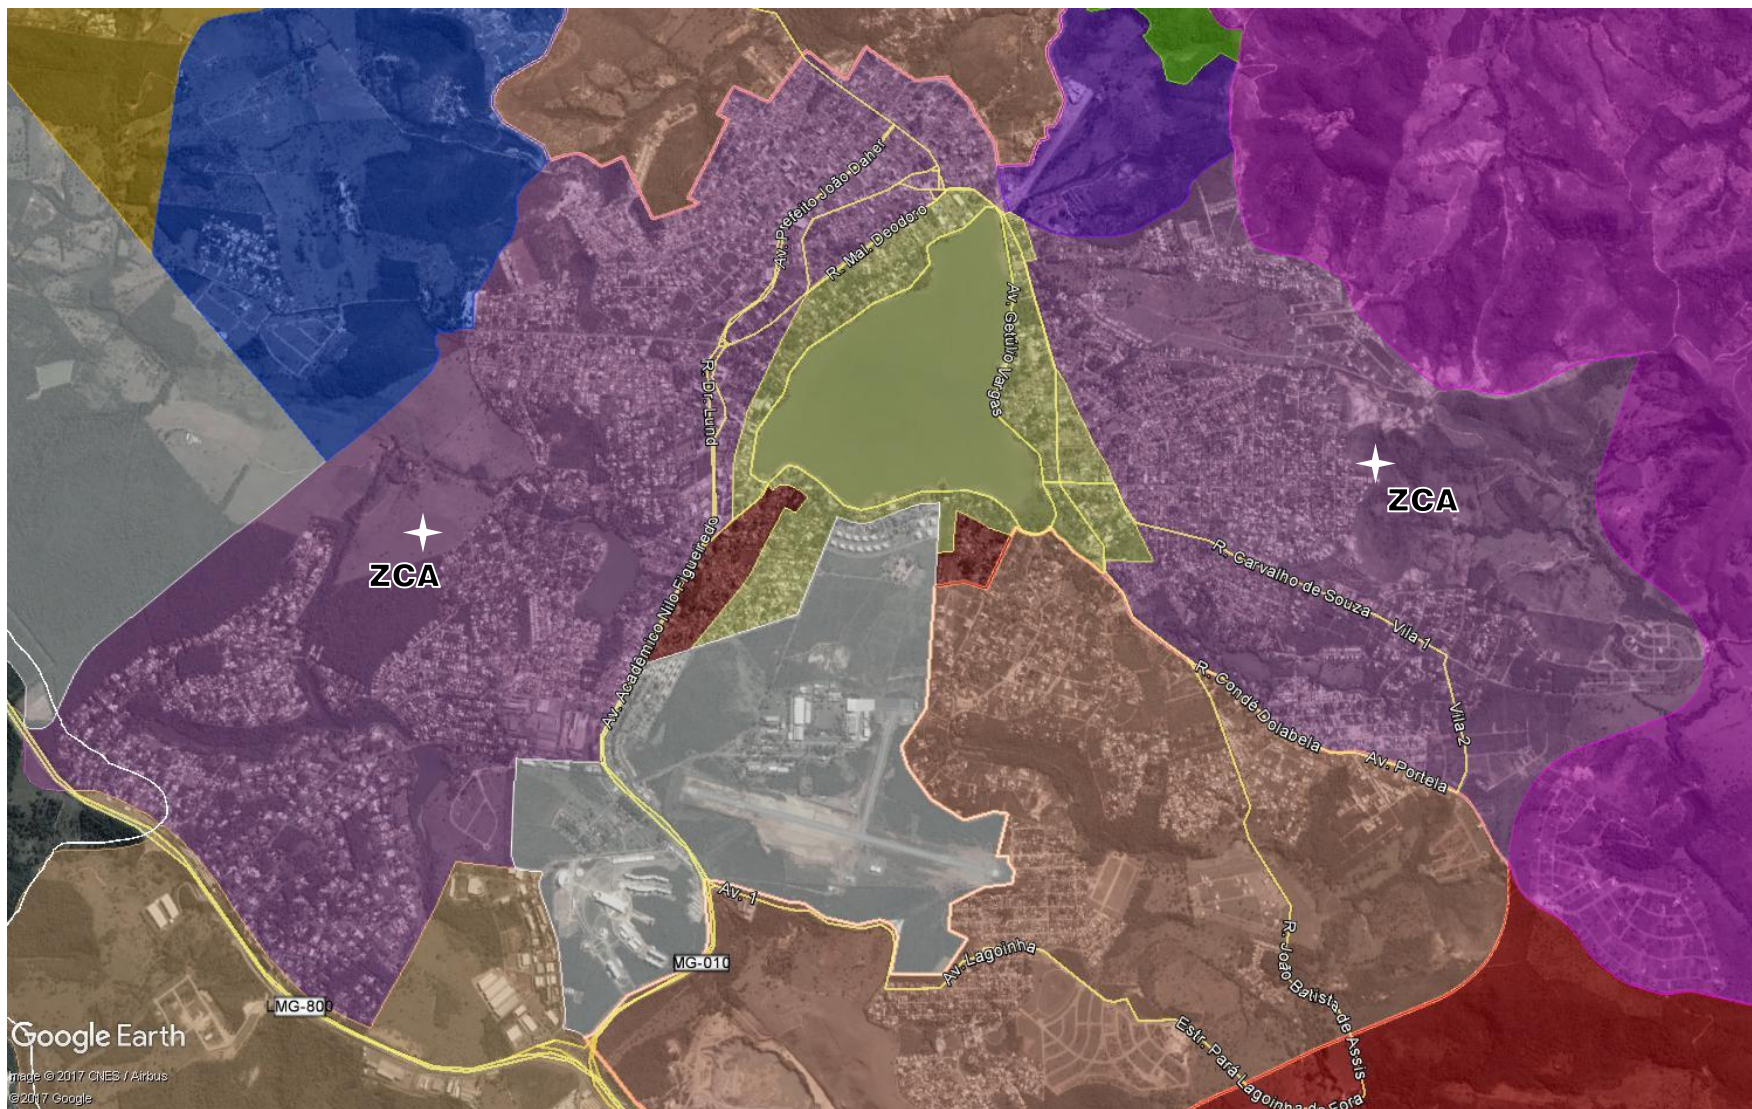 Av. Prefeito João Daher
R. Mal. Deodoro
Av. Getúlio Vargas
R. Dr. Lund
ZCA
ZCA
Av. Acadêmico Nilo Figueiredo
R. Carvalho de Souza
Vila 1
R. Condé Dolabela
Vila 2
Av. Portela
Av. 1
MG-010
Av. Lagoinha
R. João Batista de Assis
LMG-800
Estr. Pará Lagoinha de Fora
Google Earth
Image © 2017 CNES / Airbus
© 2017 Google